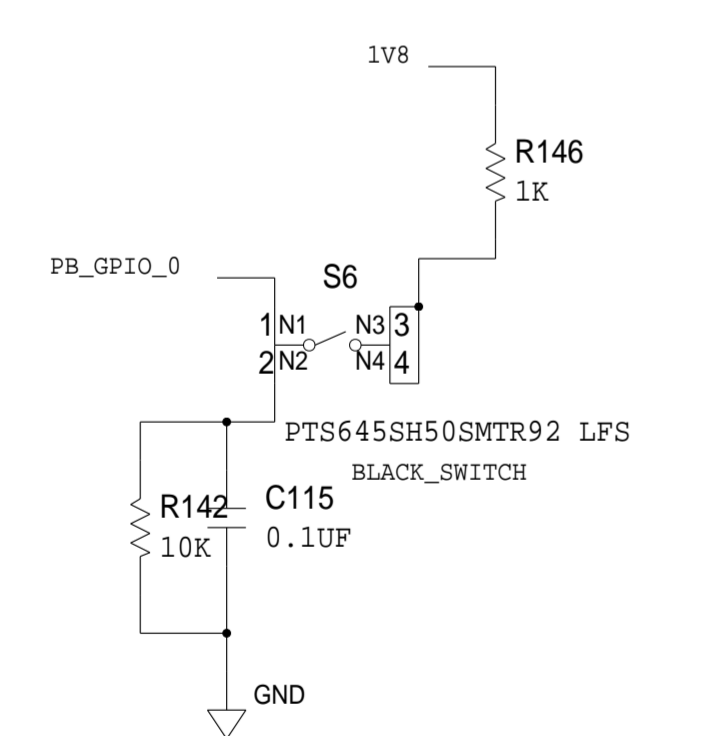 1V8
R146
1K
PB_GPIO_0
S6
1 N1 N3 3
2 N2 N4 4
PTS645SH50SMTR92 LFS
BLACK_SWITCH
R142 C115
10K 0.1UF
GND